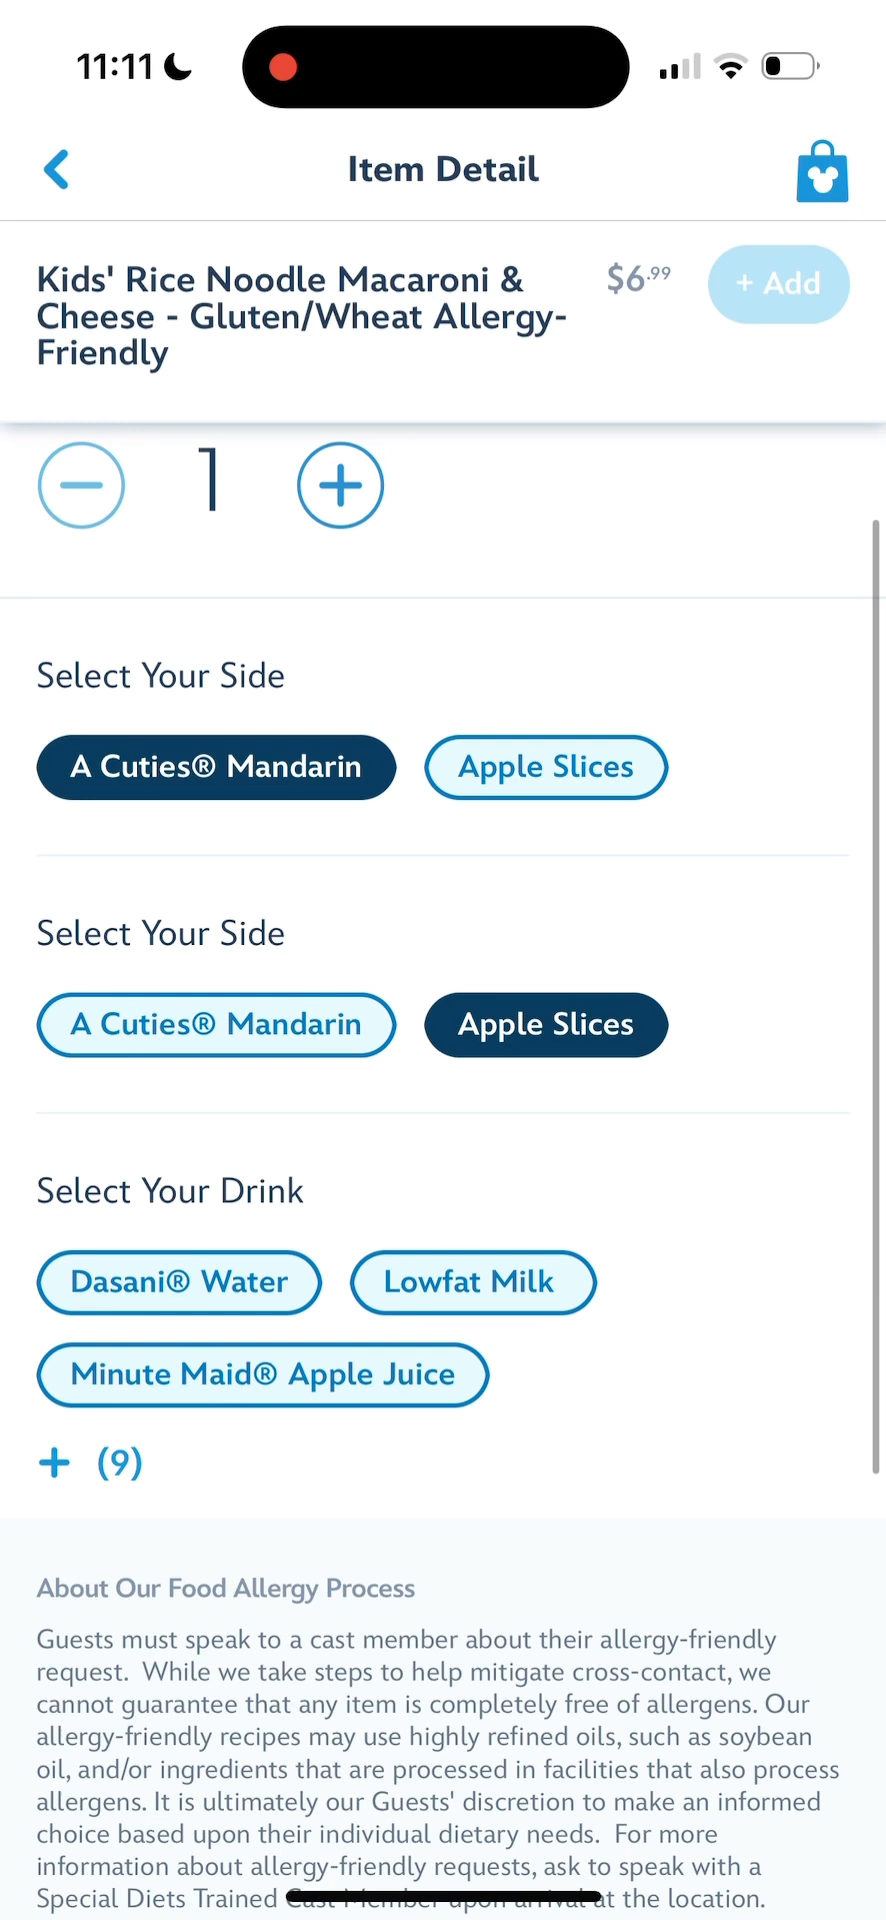 11:11
Item Detail
Kids' Rice Noodle Macaroni &
Cheese - Gluten/Wheat Allergy-
Friendly
$6.99
+ Add
1
Select Your Side
A Cuties® Mandarin
Apple Slices
Select Your Side
A Cuties® Mandarin
Apple Slices
Select Your Drink
Dasani® Water
Lowfat Milk
Minute Maid® Apple Juice
+ (9)
About Our Food Allergy Process
Guests must speak to a cast member about their allergy-friendly
request.  While we take steps to help mitigate cross-contact, we
cannot guarantee that any item is completely free of allergens. Our
allergy-friendly recipes may use highly refined oils, such as soybean
oil, and/or ingredients that are processed in facilities that also process
allergens. It is ultimately our Guests' discretion to make an informed
choice based upon their individual dietary needs.  For more
information about allergy-friendly requests, ask to speak with a
Special Diets Trained Cast Member upon arrival at the location.